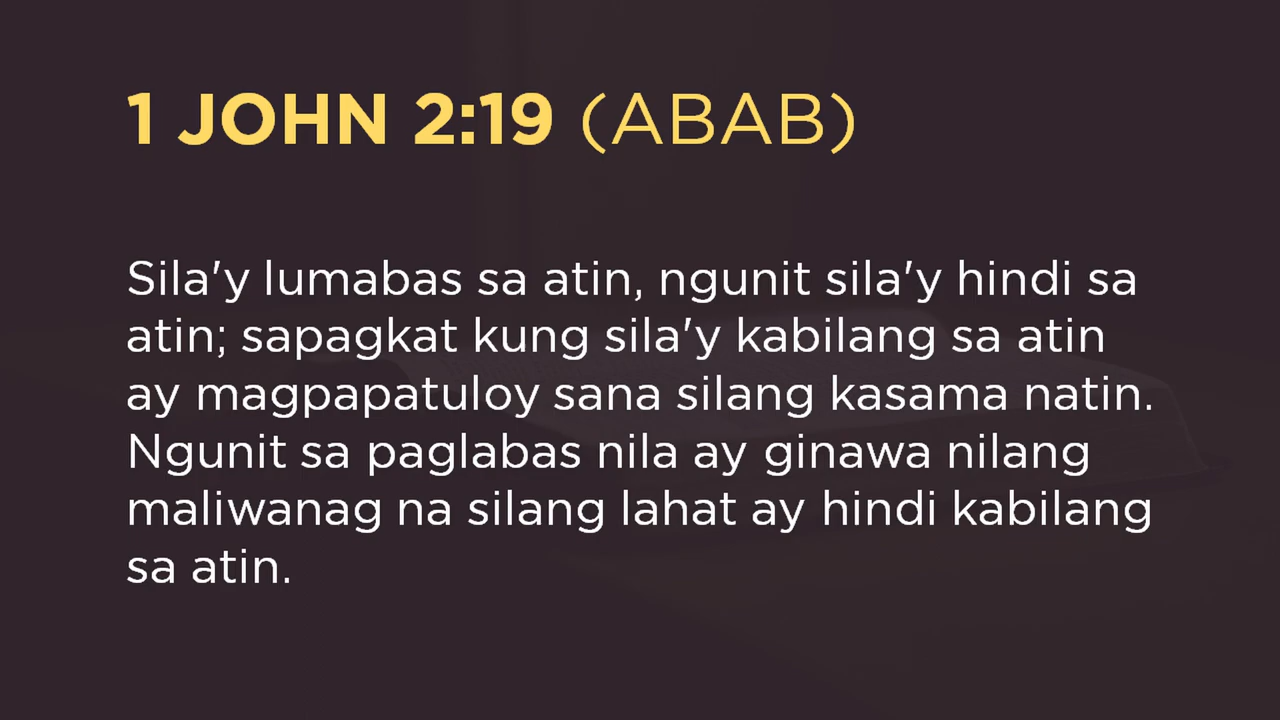 1 JOHN 2:19 (ABAB)
Sila'y lumabas sa atin, ngunit sila'y hindi sa
atin; sapagkat kung sila'y kabilang sa atin
ay magpapatuloy sana silang kasama natin.
Ngunit sa paglabas nila ay ginawa nilang
maliwanag na silang lahat ay hindi kabilang
sa atin.